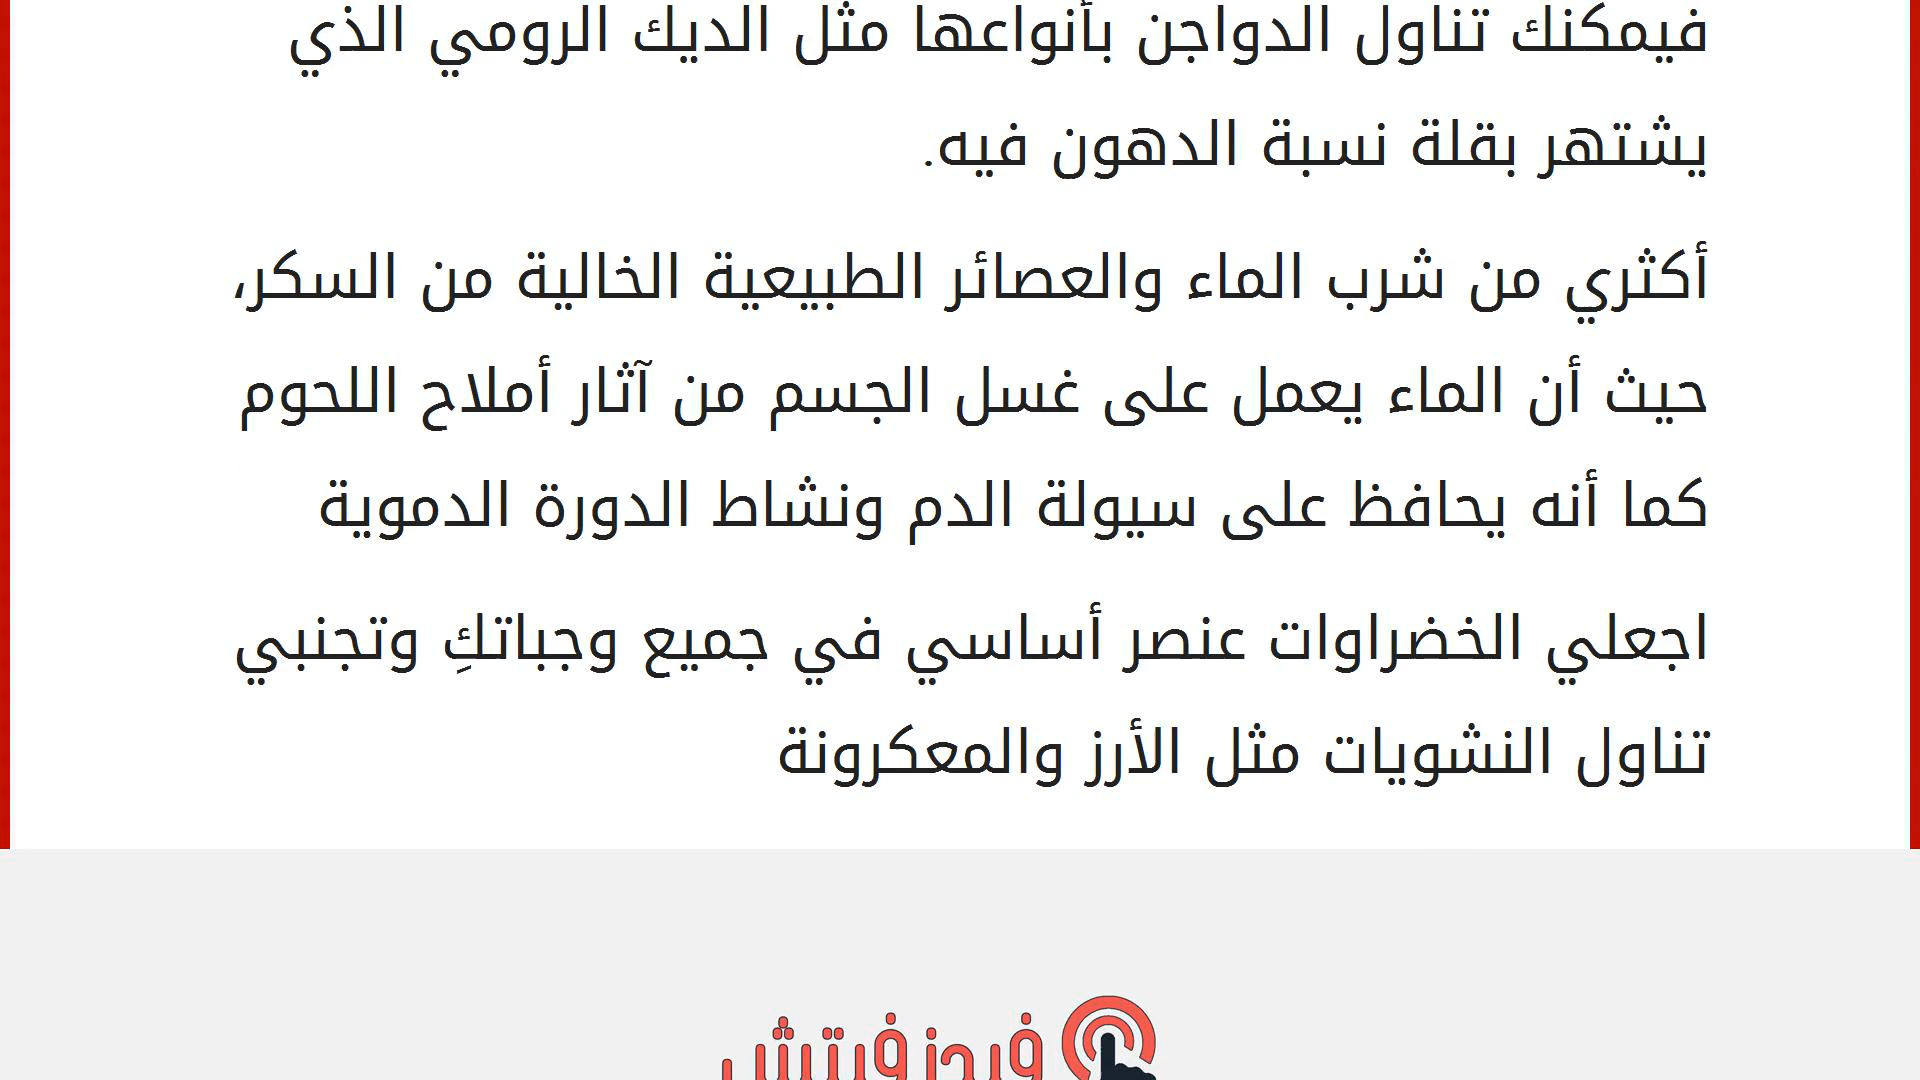 فيمكنك تناول الدواجن بأنواعها مثل الديك الرومي الذي
يشتهر بقلة نسبة الدهون فيه.
أكثري من شرب الماء والعصائر الطبيعية الخالية من السكر،
حيث أن الماء يعمل على غسل الجسم من آثار أملاح اللحوم
كما أنه يحافظ على سيولة الدم ونشاط الدورة الدموية
اجعلي الخضراوات عنصر أساسي في جميع وجباتكِ وتجنبي
تناول النشويات مثل الأرز والمعكرونة
فيدزفيتش